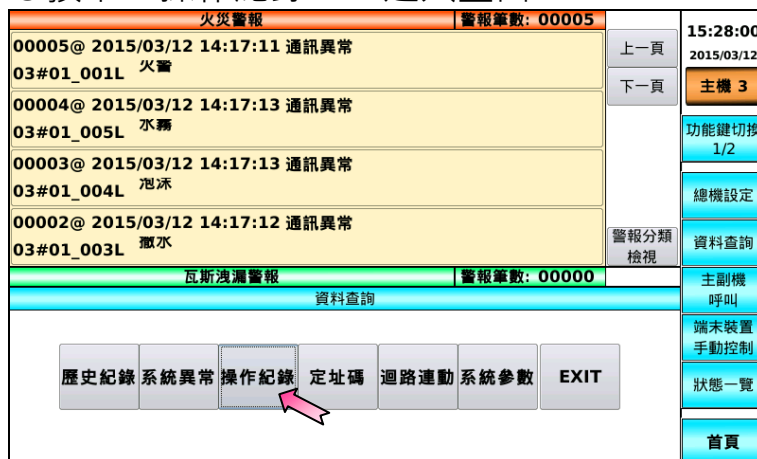 火災警報 警報筆數: 00005
00005@ 2015/03/12 14:17:11 通訊異常
03#01_001L 火警
00004@ 2015/03/12 14:17:13 通訊異常
03#01_005L 水霧
00003@ 2015/03/12 14:17:13 通訊異常
03#01_004L 泡沫
00002@ 2015/03/12 14:17:12 通訊異常
03#01_003L 撒水
上一頁
下一頁
警報分類
檢視
瓦斯洩漏警報 警報筆數: 00000
資料查詢
歷史紀錄 系統異常 操作紀錄 定址碼 迴路連動 系統參數 EXIT
15:28:00
2015/03/12
主機 3
功能鍵切換
1/2
總機設定
資料查詢
主副機
呼叫
端末裝置
手動控制
狀態一覽
首頁